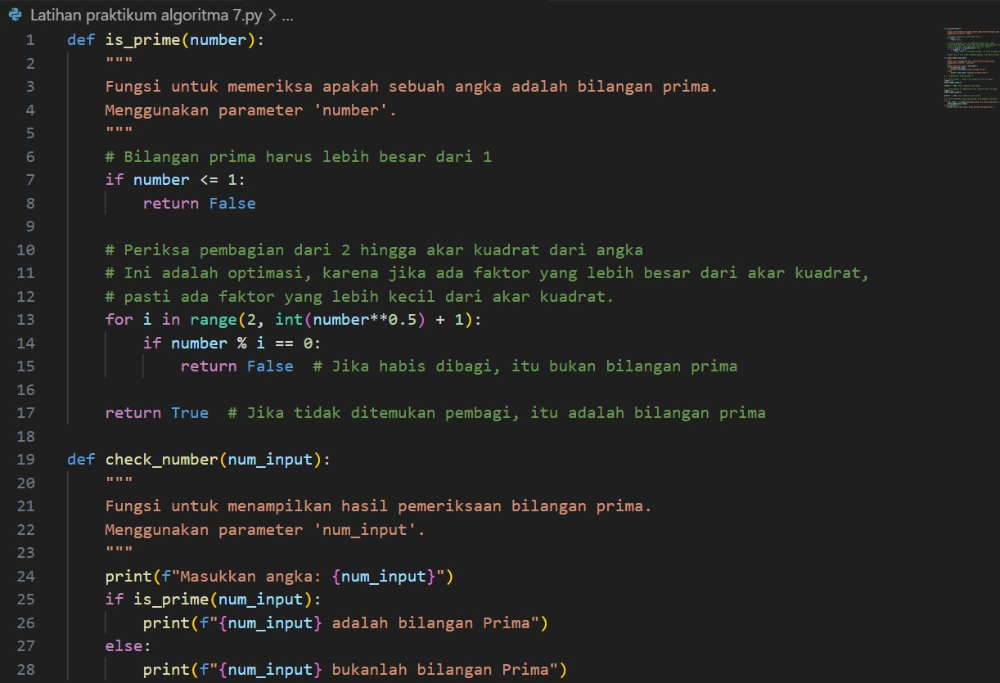 Latihan praktikum algoritma 7.py > ...
1 def is_prime(number):
2     """
3     Fungsi untuk memeriksa apakah sebuah angka adalah bilangan prima.
4     Menggunakan parameter 'number'.
5     """
6     # Bilangan prima harus lebih besar dari 1
7     if number <= 1:
8         return False
9
10     # Periksa pembagian dari 2 hingga akar kuadrat dari angka
11     # Ini adalah optimasi, karena jika ada faktor yang lebih besar dari akar kuadrat,
12     # pasti ada faktor yang lebih kecil dari akar kuadrat.
13     for i in range(2, int(number**0.5) + 1):
14         if number % i == 0:
15             return False  # Jika habis dibagi, itu bukan bilangan prima
16
17     return True  # Jika tidak ditemukan pembagi, itu adalah bilangan prima
18
19 def check_number(num_input):
20     """
21     Fungsi untuk menampilkan hasil pemeriksaan bilangan prima.
22     Menggunakan parameter 'num_input'.
23     """
24     print(f"Masukkan angka: {num_input}")
25     if is_prime(num_input):
26         print(f"{num_input} adalah bilangan Prima")
27     else:
28         print(f"{num_input} bukanlah bilangan Prima")